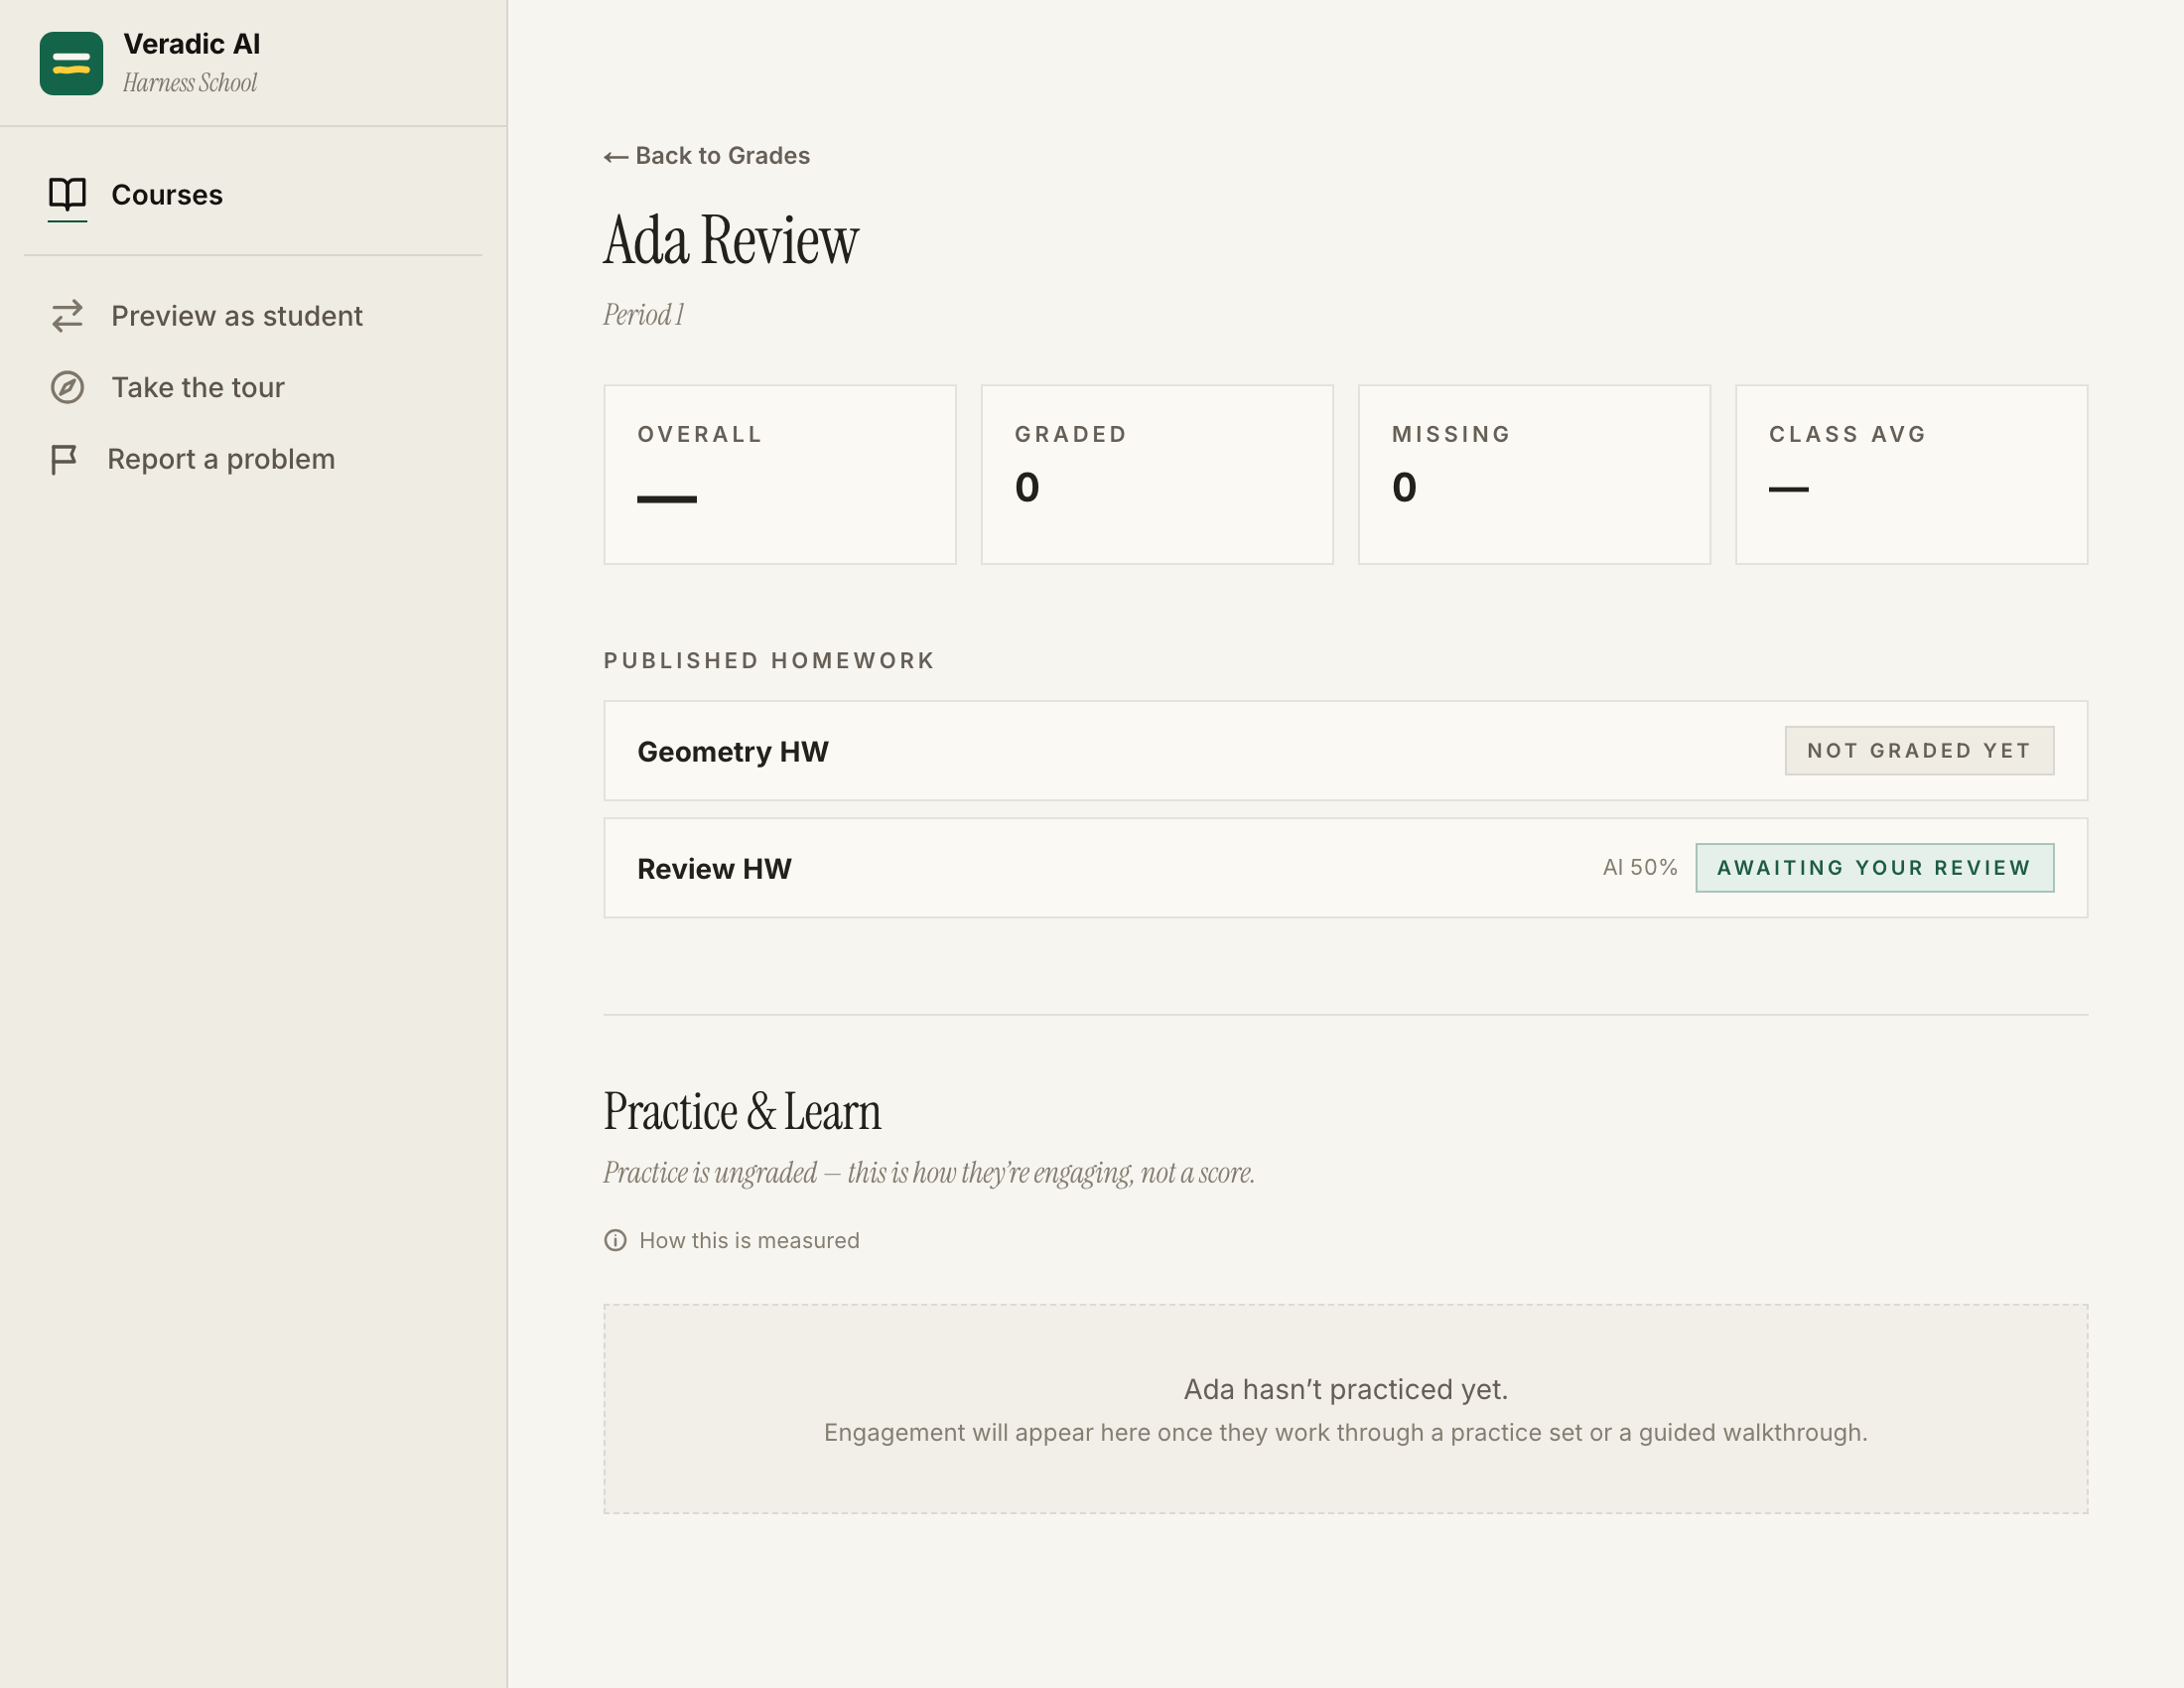 Veradic AI
Harness School
Courses
Preview as student
Take the tour
Report a problem
← Back to Grades
Ada Review
Period 1
OVERALL
—
GRADED
0
MISSING
0
CLASS AVG
—
PUBLISHED HOMEWORK
Geometry HW
NOT GRADED YET
Review HW
AI 50%
AWAITING YOUR REVIEW
Practice & Learn
Practice is ungraded — this is how they’re engaging, not a score.
How this is measured
Ada hasn’t practiced yet.
Engagement will appear here once they work through a practice set or a guided walkthrough.